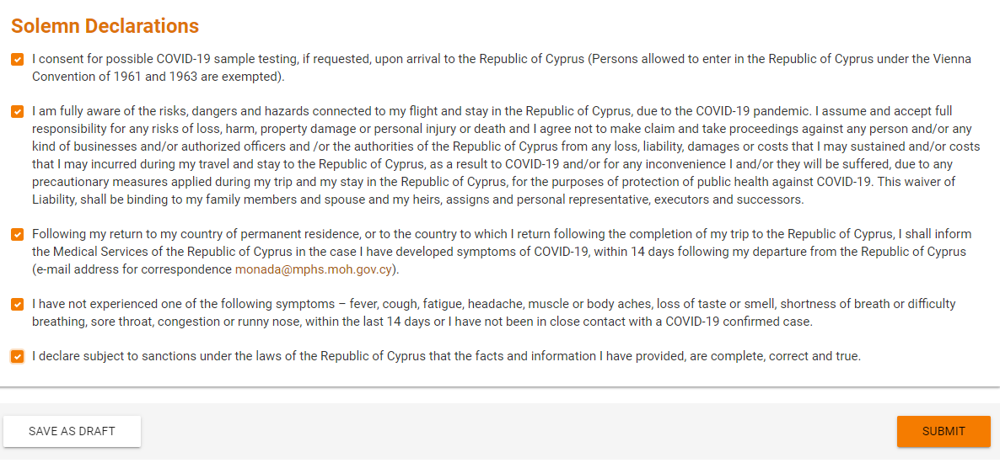 Solemn Declarations
I consent for possible COVID-19 sample testing, if requested, upon arrival to the Republic of Cyprus (Persons allowed to enter in the Republic of Cyprus under the Vienna
Convention of 1961 and 1963 are exempted).
I am fully aware of the risks, dangers and hazards connected to my flight and stay in the Republic of Cyprus, due to the COVID-19 pandemic. I assume and accept full
responsibility for any risks of loss, harm, property damage or personal injury or death and I agree not to make claim and take proceedings against any person and/or any
kind of businesses and/or authorized officers and /or the authorities of the Republic of Cyprus from any loss, liability, damages or costs that I may sustained and/or costs
that I may incurred during my travel and stay to the Republic of Cyprus, as a result to COVID-19 and/or for any inconvenience I and/or they will be suffered, due to any
precautionary measures applied during my trip and my stay in the Republic of Cyprus, for the purposes of protection of public health against COVID-19. This waiver of
Liability, shall be binding to my family members and spouse and my heirs, assigns and personal representative, executors and successors.
Following my return to my country of permanent residence, or to the country to which I return following the completion of my trip to the Republic of Cyprus, I shall inform
the Medical Services of the Republic of Cyprus in the case I have developed symptoms of COVID-19, within 14 days following my departure from the Republic of Cyprus
(e-mail address for correspondence monada@mphs.moh.gov.cy).
I have not experienced one of the following symptoms – fever, cough, fatigue, headache, muscle or body aches, loss of taste or smell, shortness of breath or difficulty
breathing, sore throat, congestion or runny nose, within the last 14 days or I have not been in close contact with a COVID-19 confirmed case.
I declare subject to sanctions under the laws of the Republic of Cyprus that the facts and information I have provided, are complete, correct and true.
SAVE AS DRAFT
SUBMIT